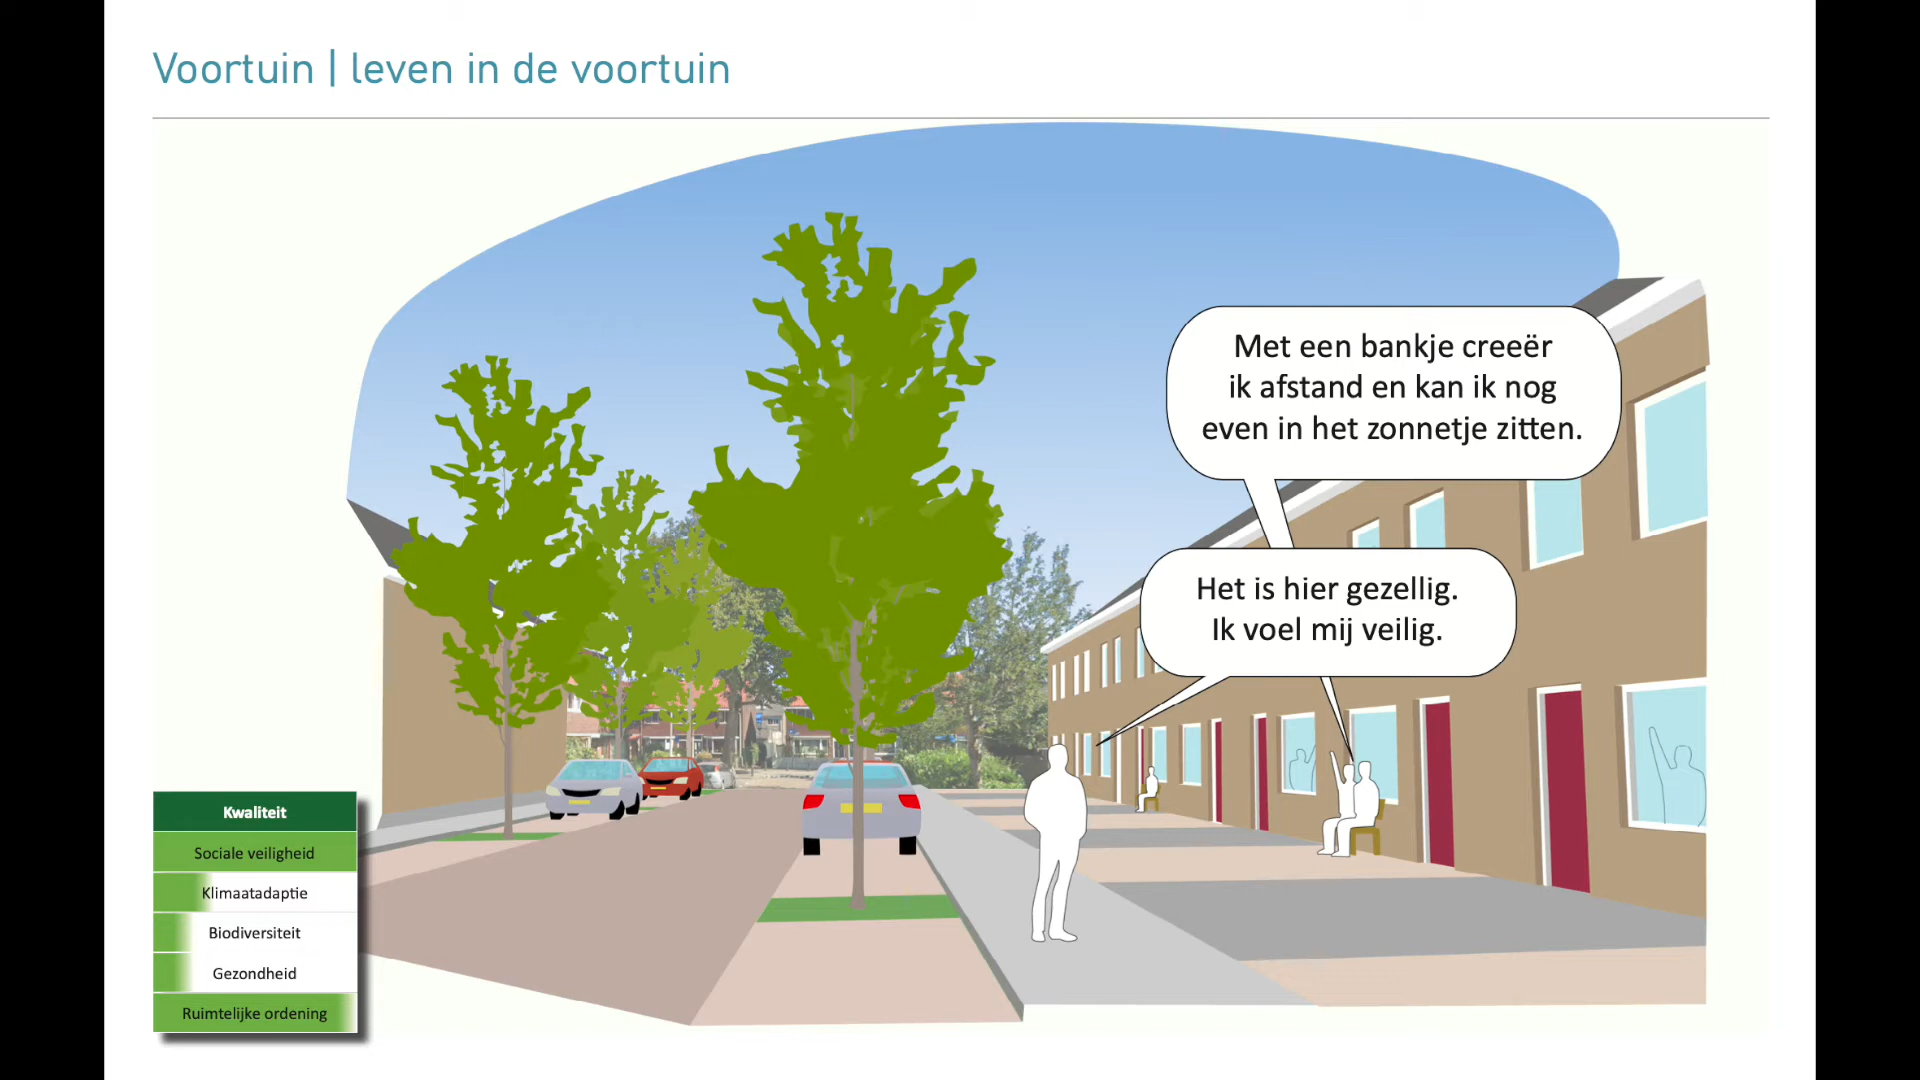 Voortuin | leven in de voortuin
Met een bankje creeër
ik afstand en kan ik nog
even in het zonnetje zitten.
Het is hier gezellig.
Ik voel mij veilig.
Kwaliteit
Sociale veiligheid
Klimaatadaptie
Biodiversiteit
Gezondheid
Ruimtelijke ordening